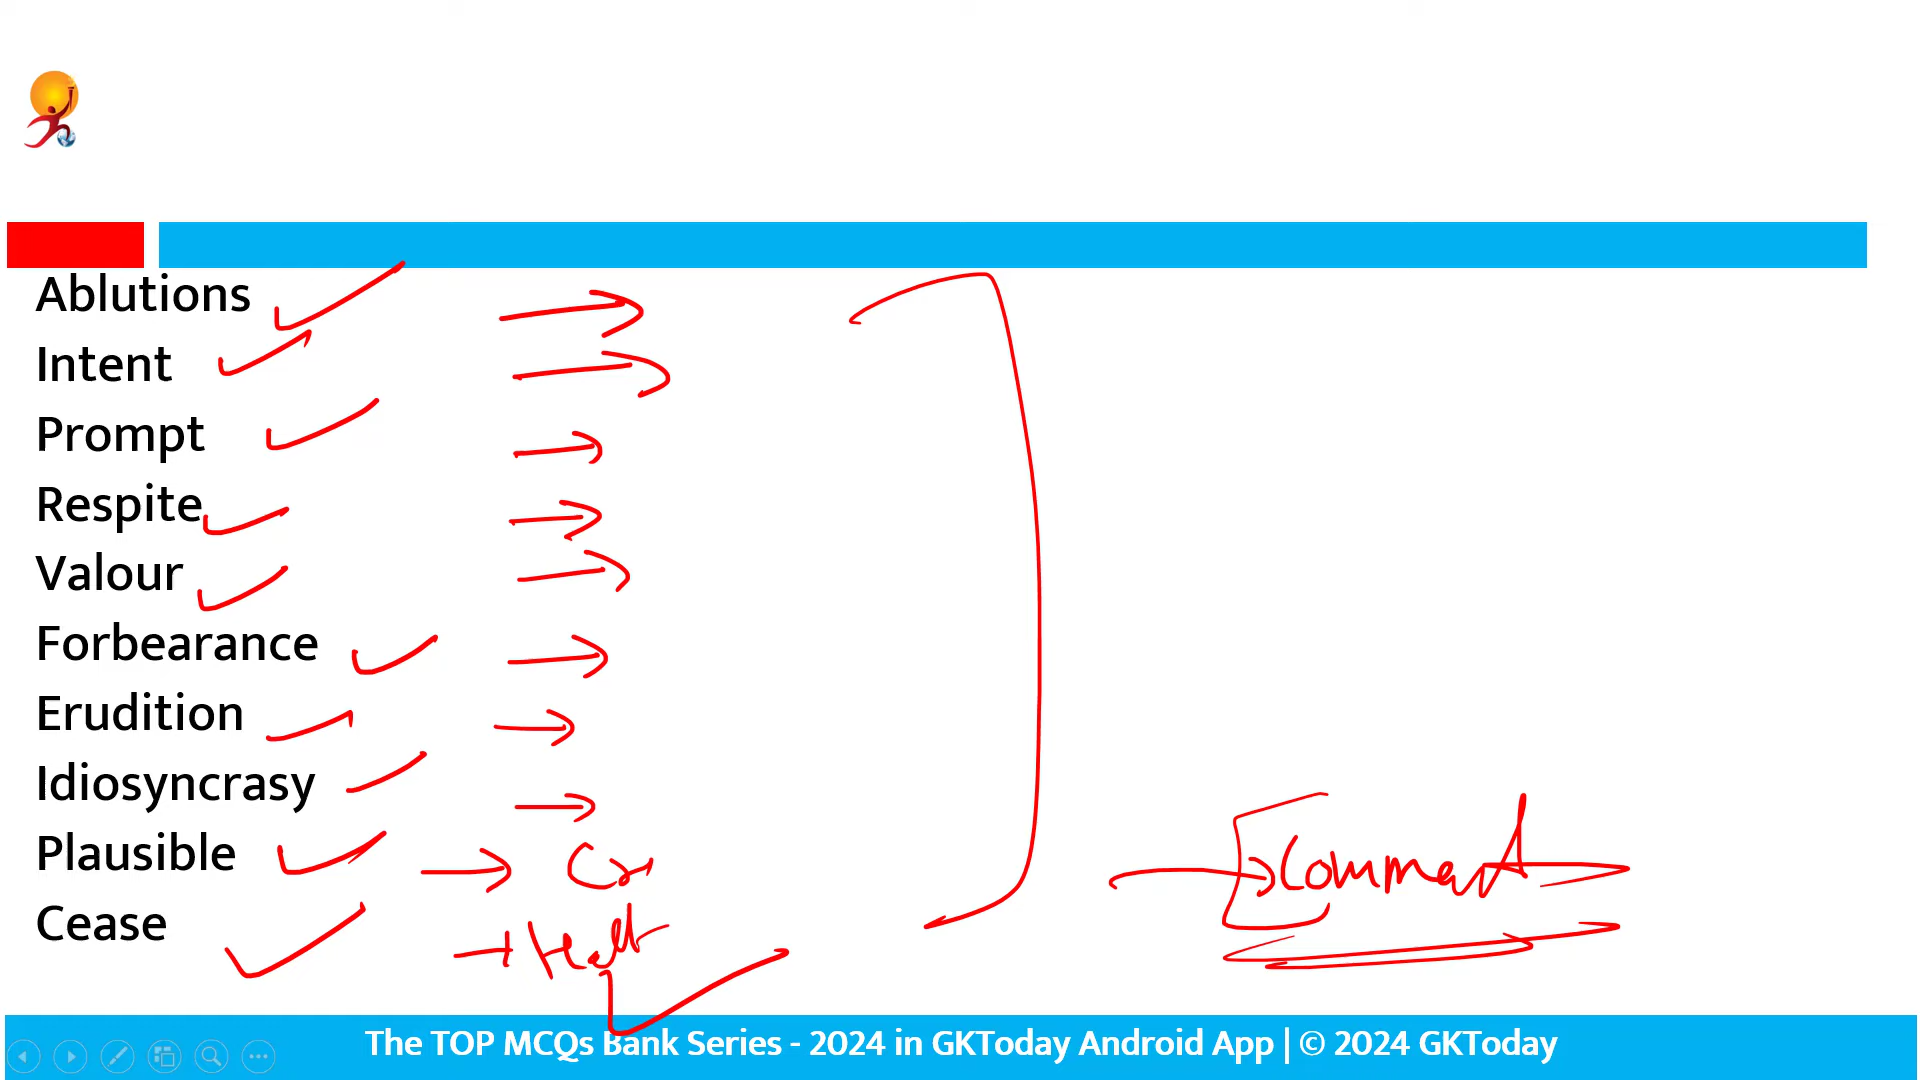 Ablutions
Intent
Prompt
Respite
Valour
Forbearance
Erudition
Idiosyncrasy
Plausible
Cease
Halt
Comment
The TOP MCQs Bank Series - 2024 in GKToday Android App | © 2024 GKToday